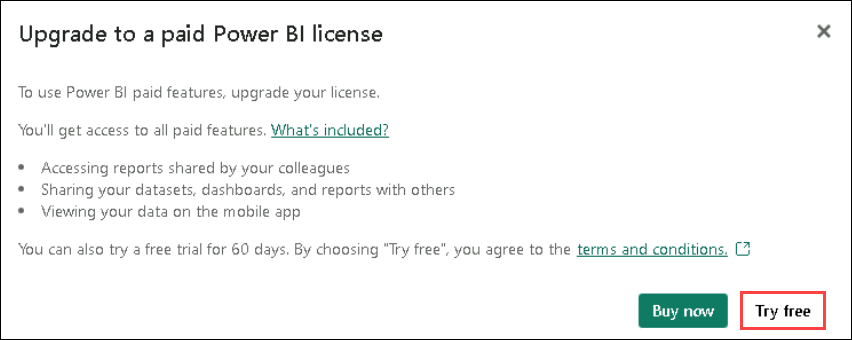 Upgrade to a paid Power BI license
To use Power BI paid features, upgrade your license.
You'll get access to all paid features. What's included?
• Accessing reports shared by your colleagues
• Sharing your datasets, dashboards, and reports with others
• Viewing your data on the mobile app
You can also try a free trial for 60 days. By choosing "Try free", you agree to the terms and conditions.
Buy now Try free